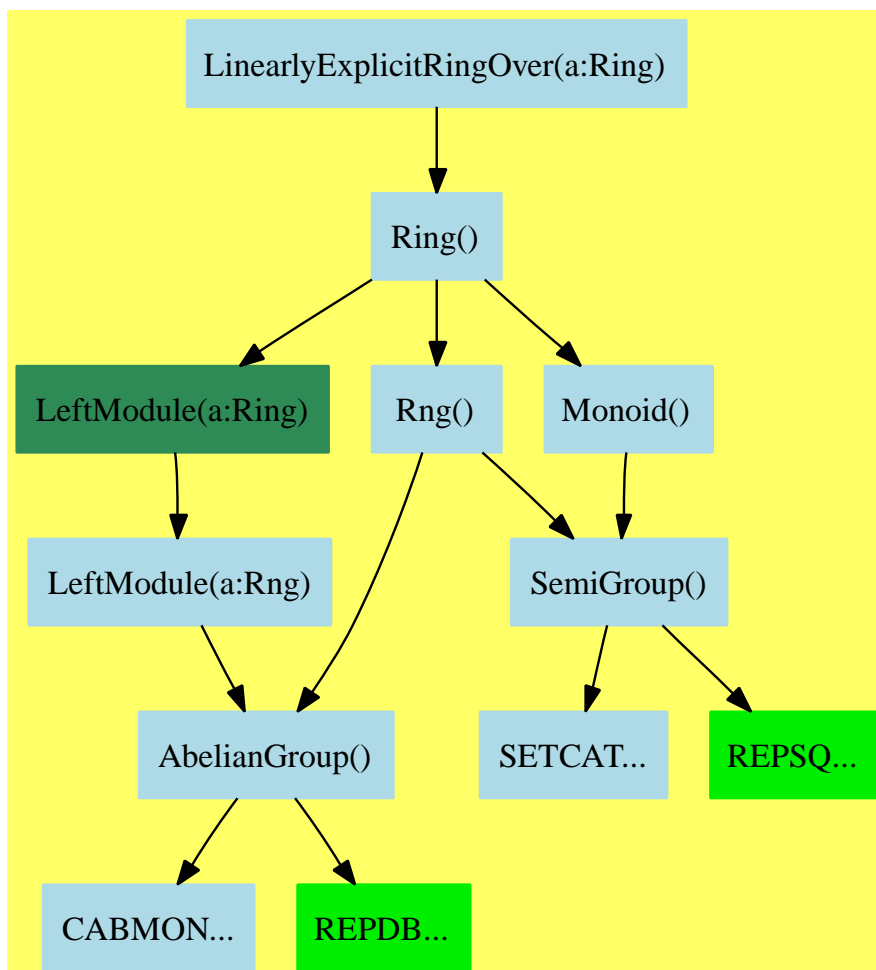 LinearlyExplicitRingOver(a:Ring)
Ring()
LeftModule(a:Ring)
Rng()
Monoid()
LeftModule(a:Rng)
SemiGroup()
AbelianGroup()
SETCAT...
REPSQ...
CABMON...
REPDB...